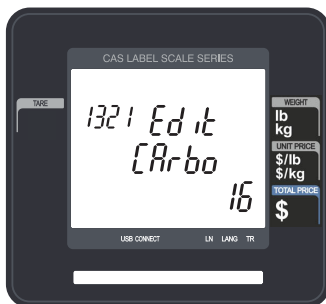 CAS LABEL SCALE SERIES
TARE
1321 Edit
CArbo
16
WEIGHT
lb
kg
UNIT PRICE
$/lb
$/kg
TOTAL PRICE
$
USB CONNECT LN LANG TR